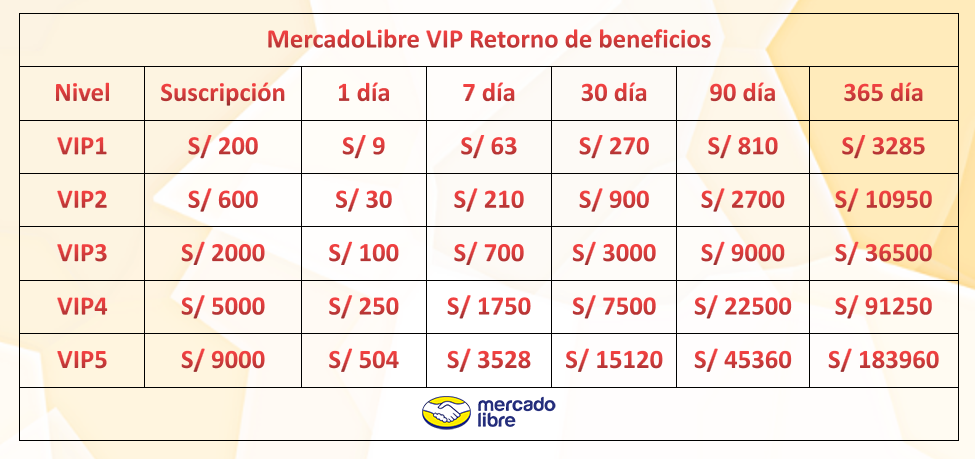 MercadoLibre VIP Retorno de beneficios
Nivel Suscripción 1 día 7 día 30 día 90 día 365 día
VIP1 S/ 200 S/ 9 S/ 63 S/ 270 S/ 810 S/ 3285
VIP2 S/ 600 S/ 30 S/ 210 S/ 900 S/ 2700 S/ 10950
VIP3 S/ 2000 S/ 100 S/ 700 S/ 3000 S/ 9000 S/ 36500
VIP4 S/ 5000 S/ 250 S/ 1750 S/ 7500 S/ 22500 S/ 91250
VIP5 S/ 9000 S/ 504 S/ 3528 S/ 15120 S/ 45360 S/ 183960
mercado
libre